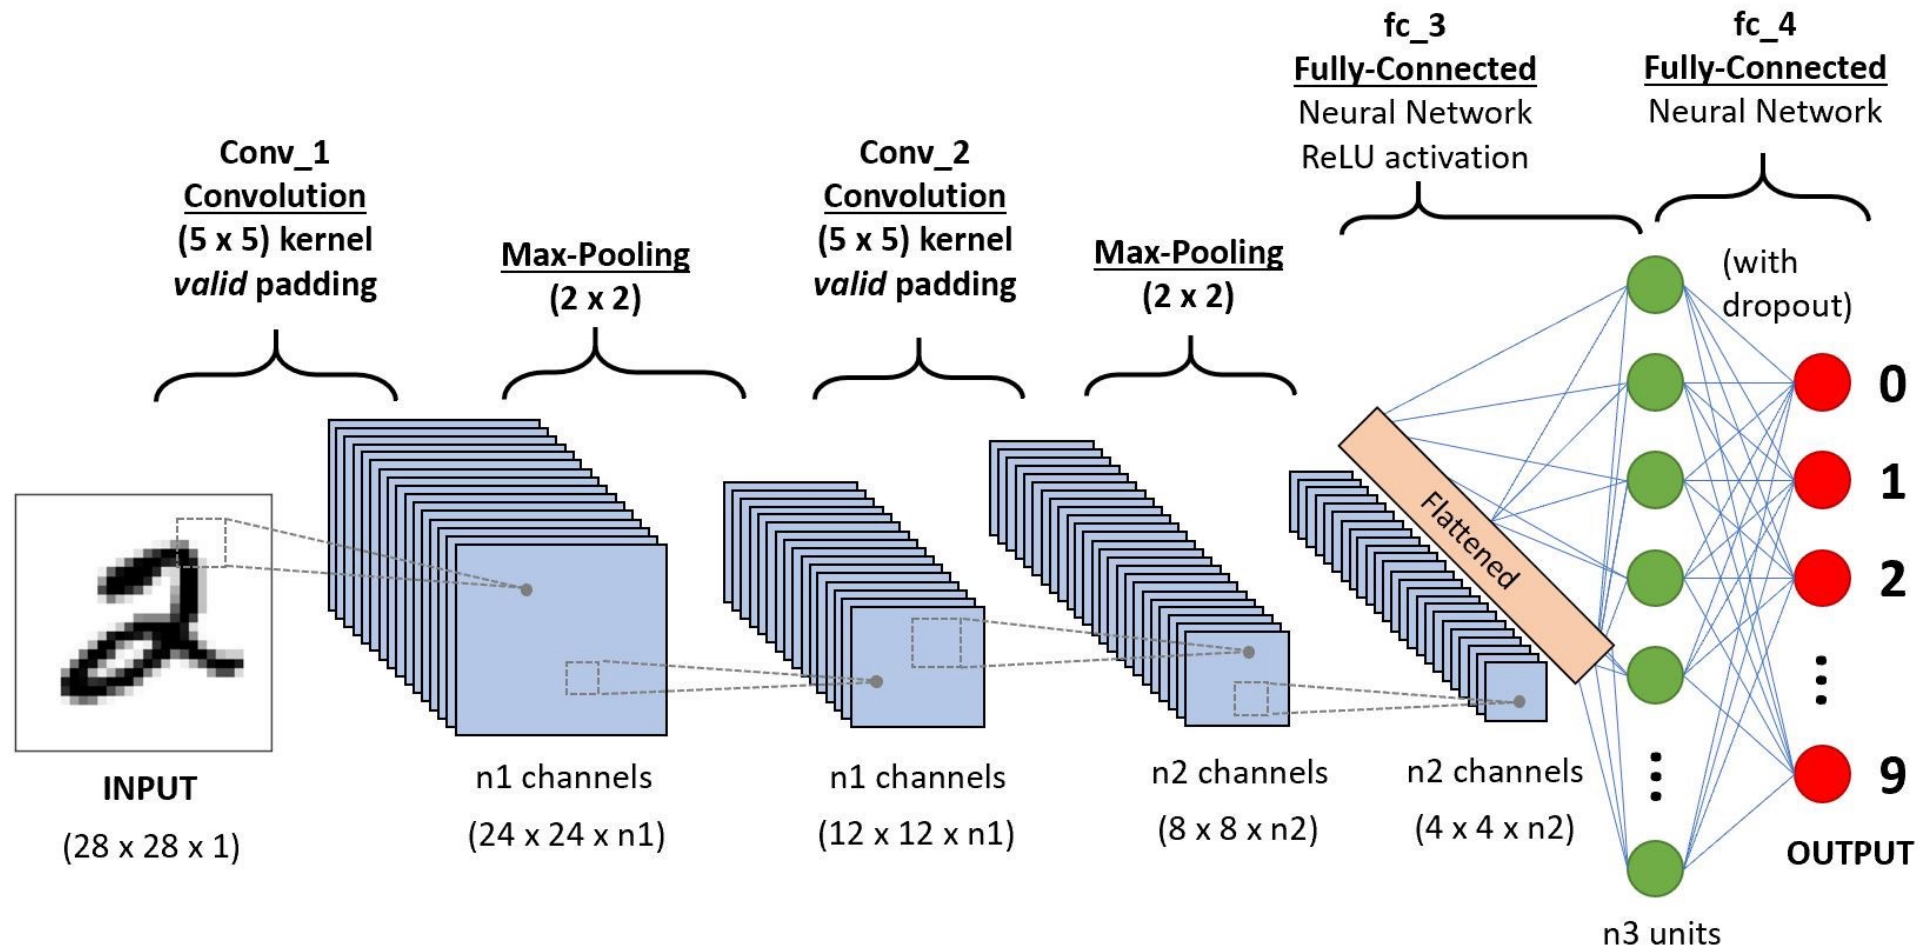 Conv_1
Convolution
(5 x 5) kernel
valid padding
Max-Pooling
(2 x 2)
Conv_2
Convolution
(5 x 5) kernel
valid padding
Max-Pooling
(2 x 2)
fc_3
Fully-Connected
Neural Network
ReLU activation
fc_4
Fully-Connected
Neural Network
(with
dropout)
INPUT
(28 x 28 x 1)
n1 channels
(24 x 24 x n1)
n1 channels
(12 x 12 x n1)
n2 channels
(8 x 8 x n2)
n2 channels
(4 x 4 x n2)
Flattened
n3 units
0
1
2
9
OUTPUT
2